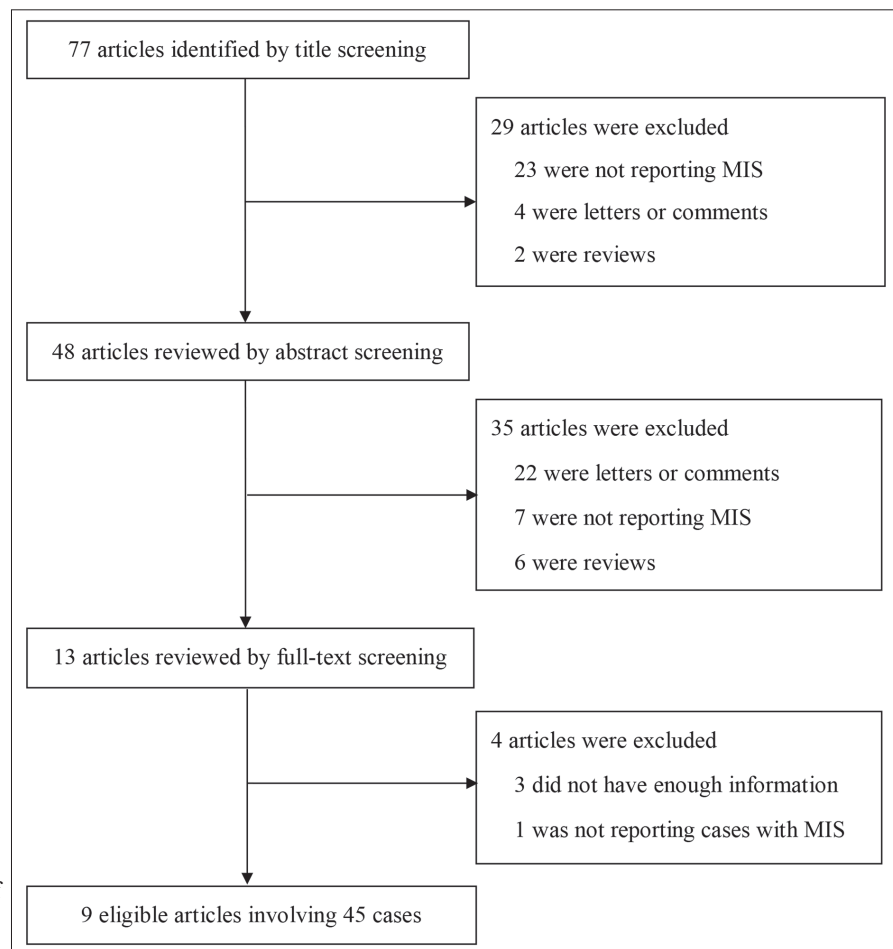 77 articles identified by title screening
29 articles were excluded
23 were not reporting MIS
4 were letters or comments
2 were reviews
48 articles reviewed by abstract screening
35 articles were excluded
22 were letters or comments
7 were not reporting MIS
6 were reviews
13 articles reviewed by full-text screening
4 articles were excluded
3 did not have enough information
1 was not reporting cases with MIS
9 eligible articles involving 45 cases